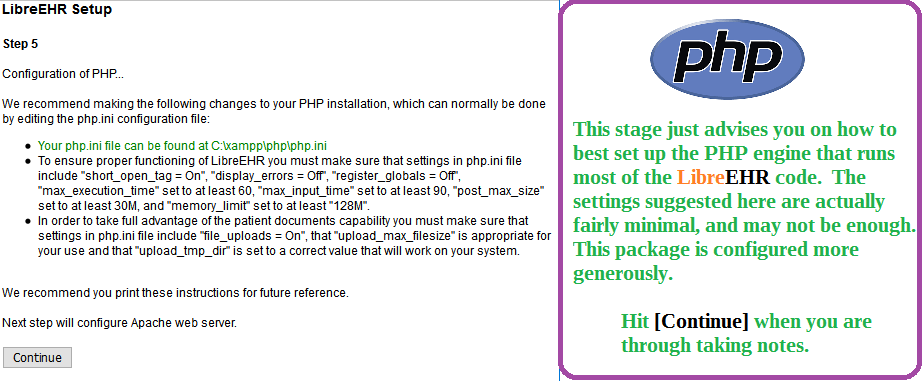 LibreEHR Setup
Step 5
Configuration of PHP...
We recommend making the following changes to your PHP installation, which can normally be done
by editing the php.ini configuration file:
● Your php.ini file can be found at C:\xampp\php\php.ini
● To ensure proper functioning of LibreEHR you must make sure that settings in php.ini file
include "short_open_tag = On", "display_errors = Off", "register_globals = Off",
"max_execution_time" set to at least 60, "max_input_time" set to at least 90, "post_max_size"
set to at least 30M, and "memory_limit" set to at least "128M".
● In order to take full advantage of the patient documents capability you must make sure that
settings in php.ini file include "file_uploads = On", that "upload_max_filesize" is appropriate for
your use and that "upload_tmp_dir" is set to a correct value that will work on your system.
We recommend you print these instructions for future reference.
Next step will configure Apache web server.
Continue
php
This stage just advises you on how to
best set up the PHP engine that runs
most of the LibreEHR code. The
settings suggested here are actually
fairly minimal, and may not be enough.
This package is configured more
generously.
Hit [Continue] when you are
through taking notes.